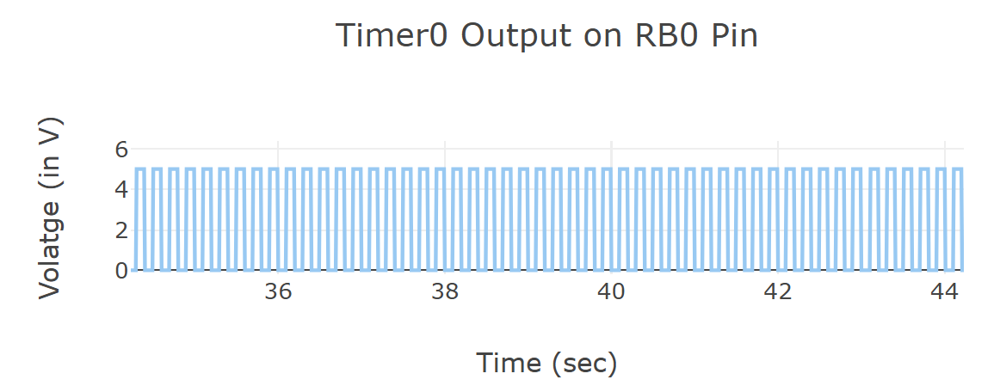 Timer0 Output on RB0 Pin
Volatge (in V)
6
4
2
0
36 38 40 42 44
Time (sec)